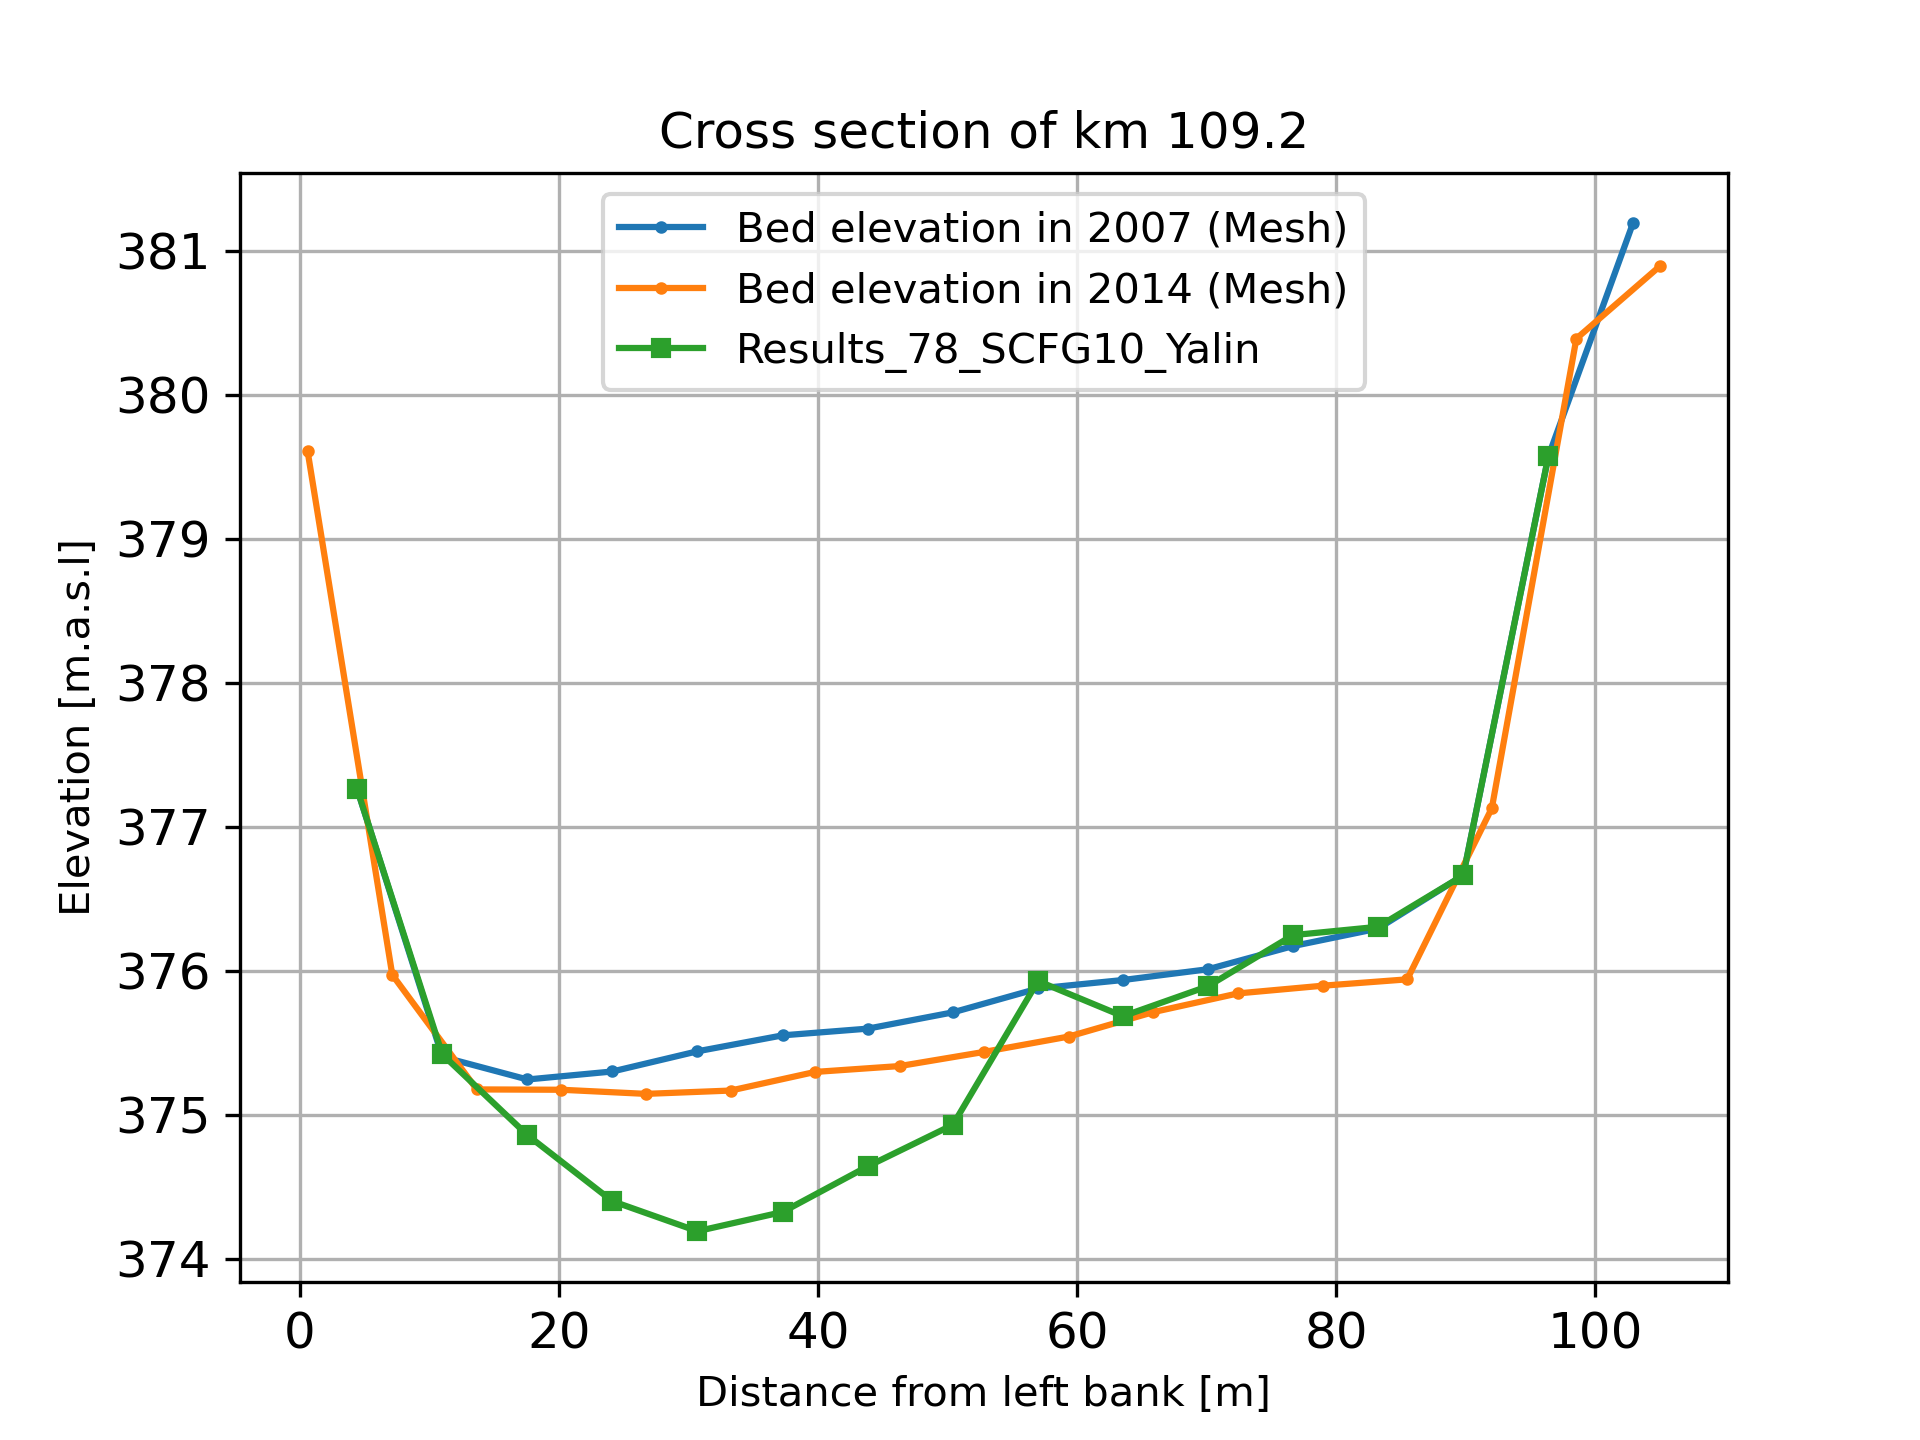 Cross section of km 109.2
Bed elevation in 2007 (Mesh)
Bed elevation in 2014 (Mesh)
Results_78_SCFG10_Yalin
381
380
379
378
377
376
375
374
Elevation [m.a.s.l]
0 20 40 60 80 100
Distance from left bank [m]